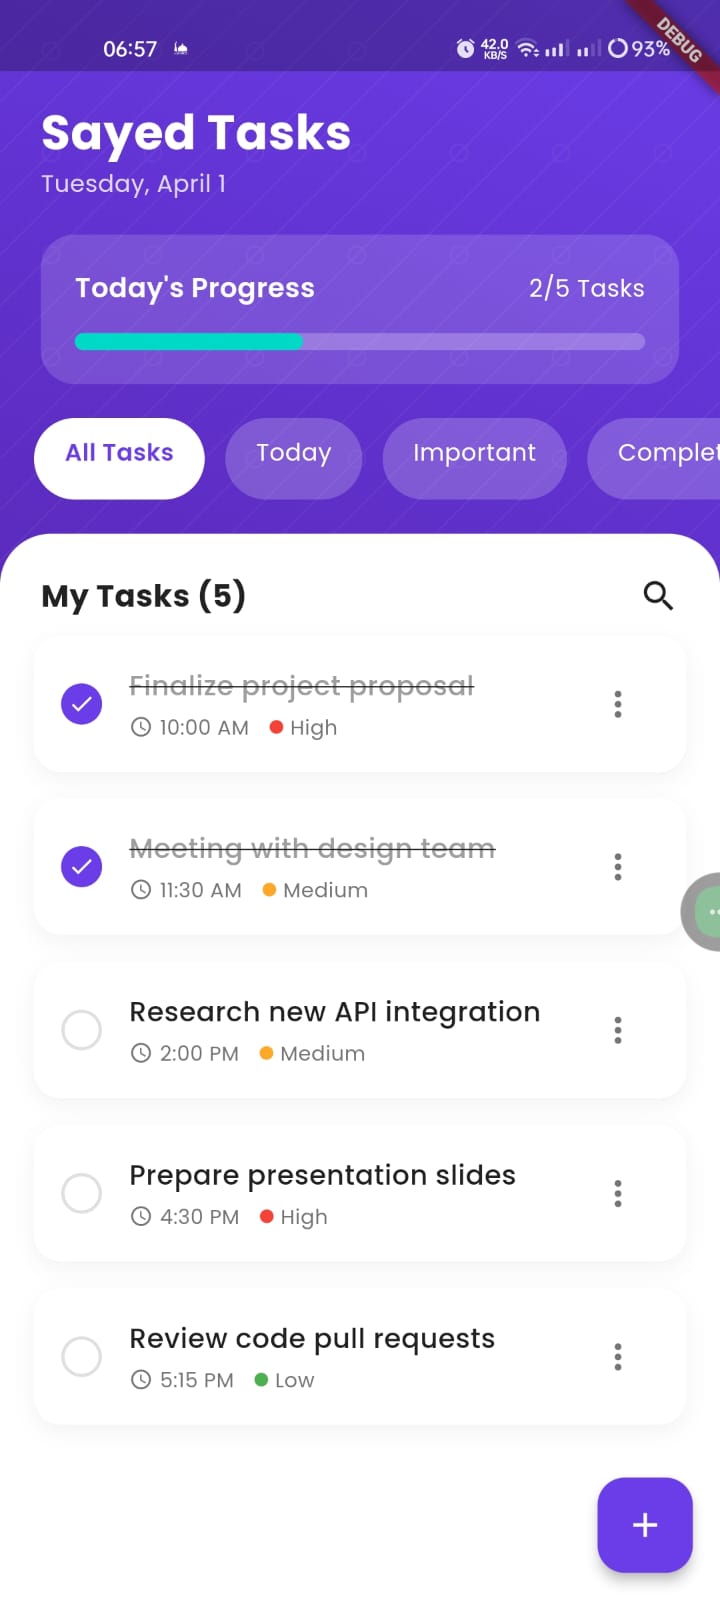 06:57 42.0 KB/S 93%
DEBUG
Sayed Tasks
Tuesday, April 1
Today's Progress 2/5 Tasks
All Tasks Today Important Complet
My Tasks (5)
Finalize project proposal
10:00 AM High
Meeting with design team
11:30 AM Medium
Research new API integration
2:00 PM Medium
Prepare presentation slides
4:30 PM High
Review code pull requests
5:15 PM Low